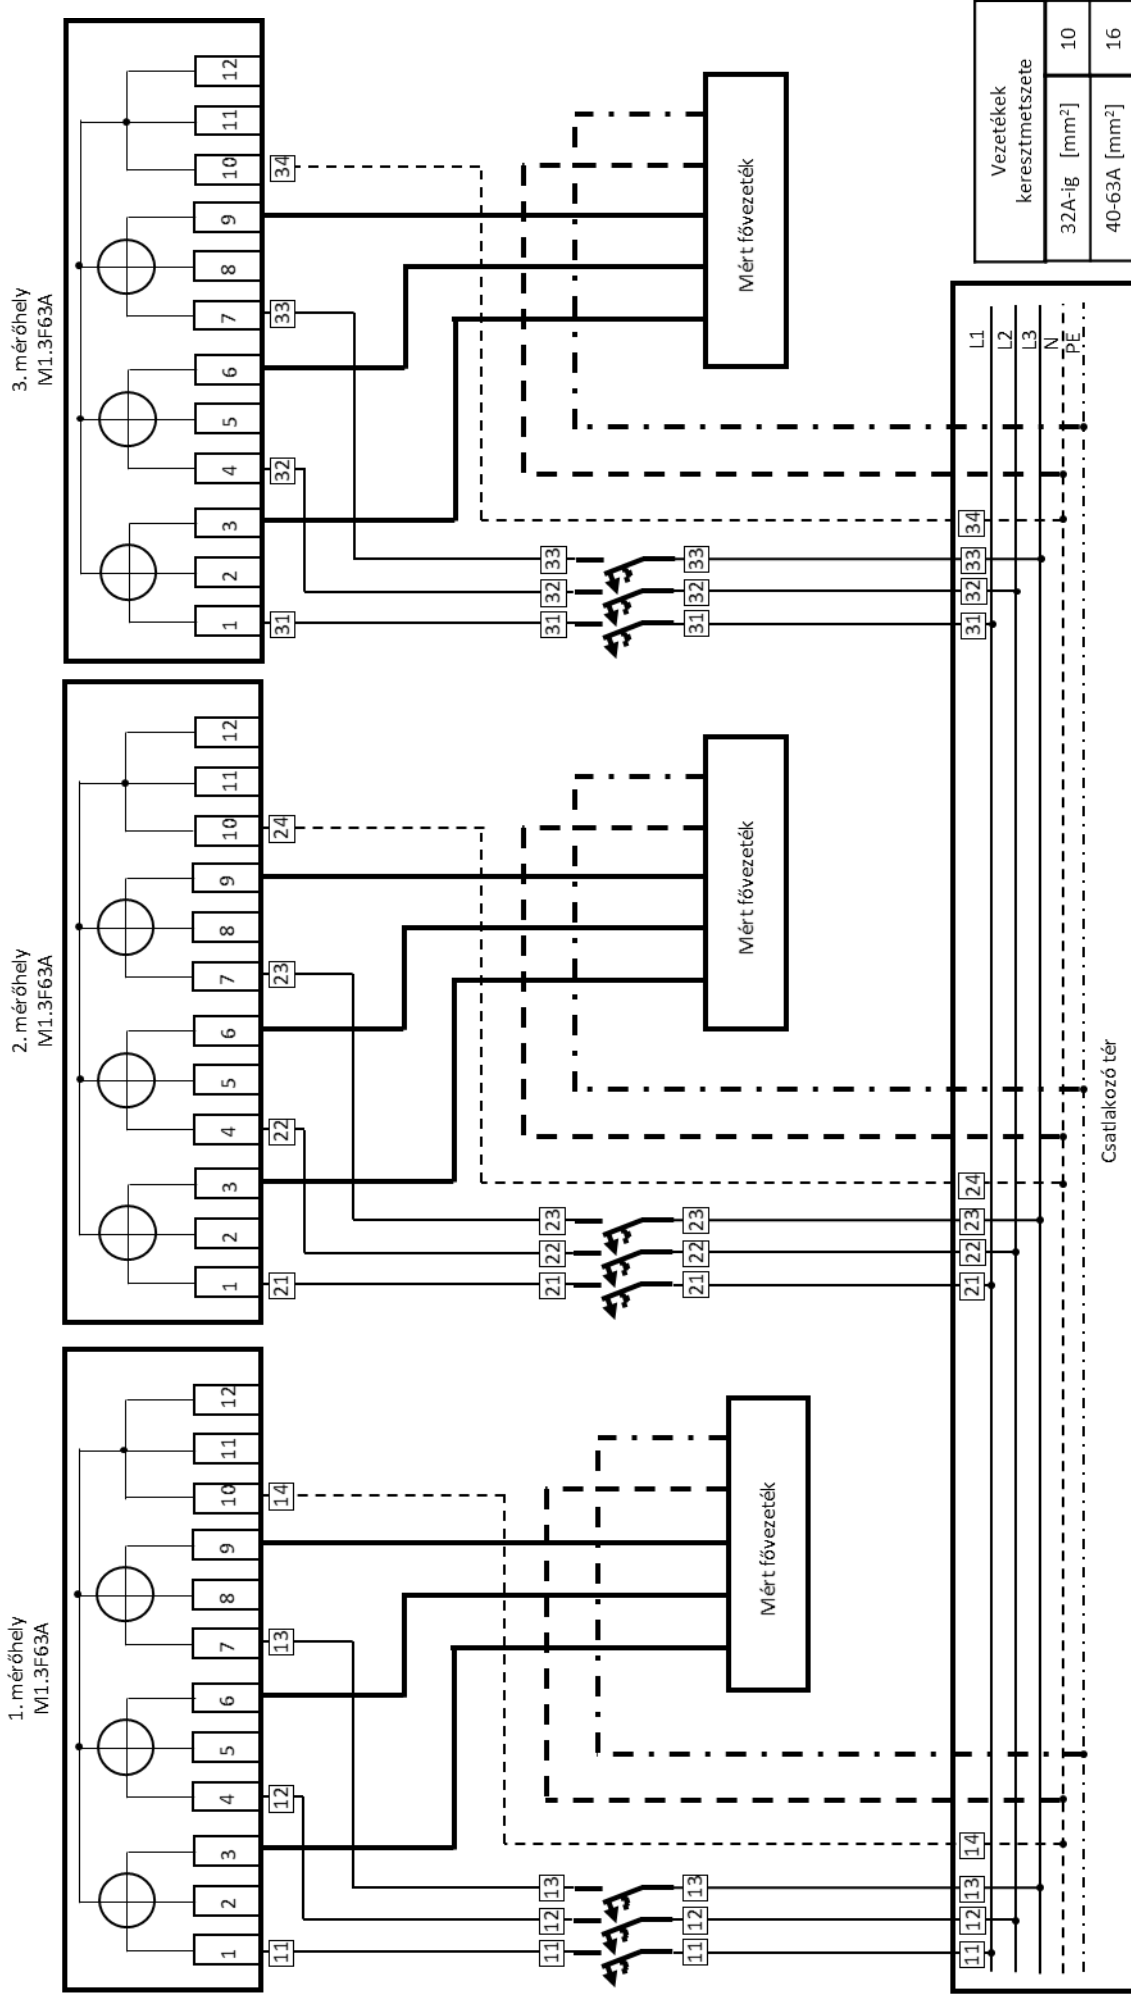 1. mérőhely
M1.3F63A
1 2 3 4 5 6 7 8 9 10 11 12
11 12 13 14
11 12 13
11 12 13
Mért fővezeték
11 12 13 14
2. mérőhely
M1.3F63A
1 2 3 4 5 6 7 8 9 10 11 12
21 22 23 24
21 22 23
21 22 23
Mért fővezeték
21 22 23 24
3. mérőhely
M1.3F63A
1 2 3 4 5 6 7 8 9 10 11 12
31 32 33 34
31 32 33
31 32 33
Mért fővezeték
31 32 33 34
L1
L2
L3
N
PE
Csatlakozó tér
Vezetékek
keresztmetszete
32A-ig [mm²] 10
40-63A [mm²] 16